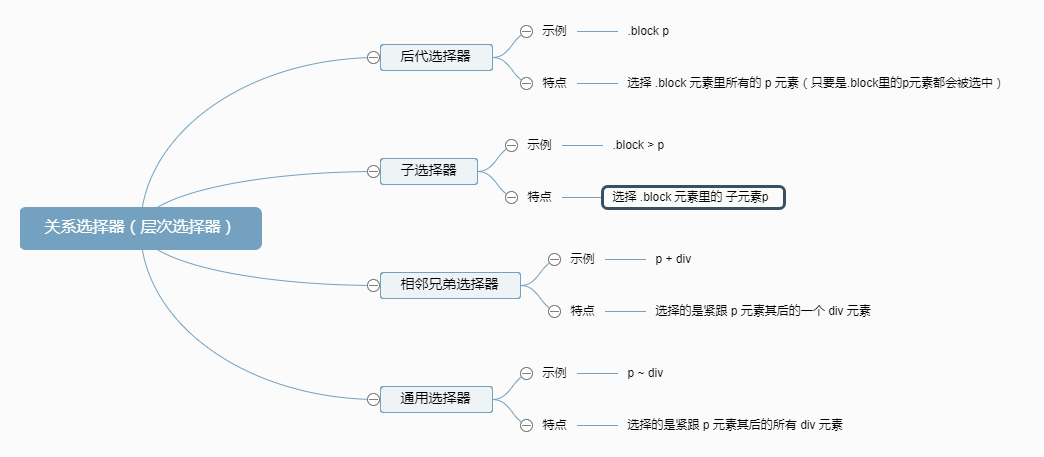 关系选择器（层次选择器）
后代选择器
示例
.block p
特点
选择 .block 元素里所有的 p 元素（只要是.block里的p元素都会被选中）
子选择器
示例
.block > p
特点
选择 .block 元素里的 子元素p
相邻兄弟选择器
示例
p + div
特点
选择的是紧跟 p 元素其后的一个 div 元素
通用选择器
示例
p ~ div
特点
选择的是紧跟 p 元素其后的所有 div 元素